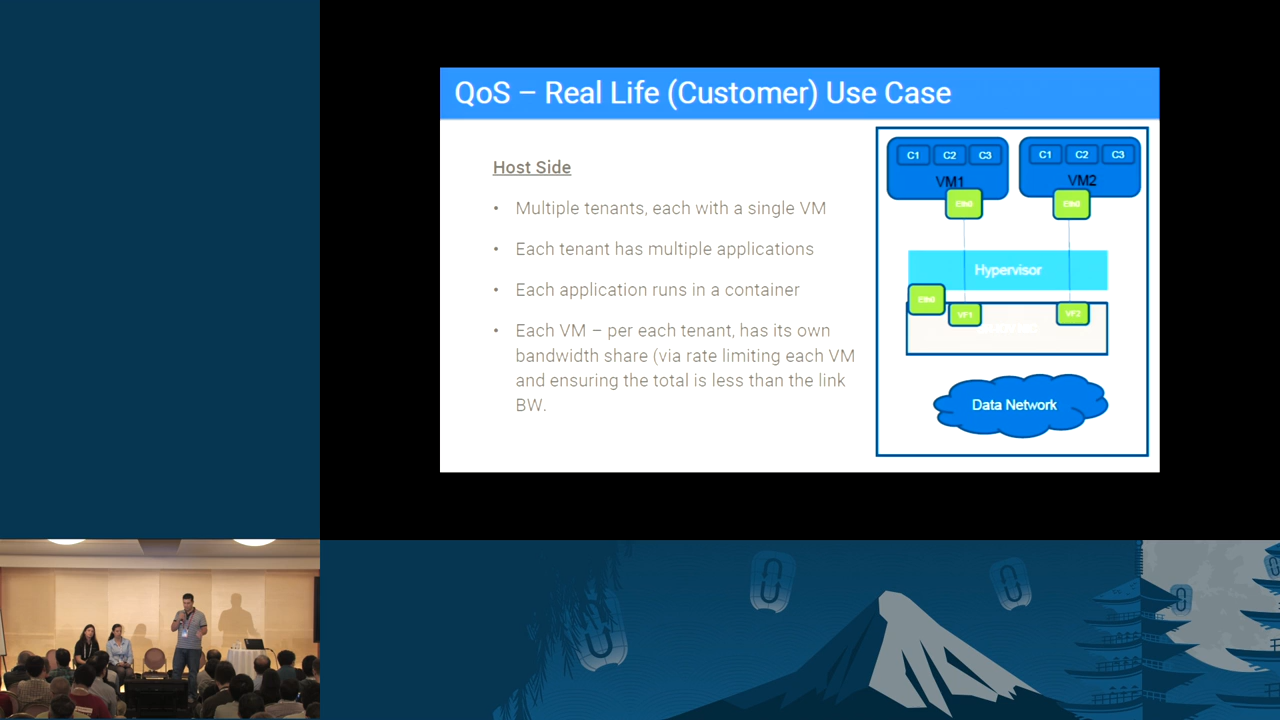 QoS – Real Life (Customer) Use Case
Host Side
• Multiple tenants, each with a single VM
• Each tenant has multiple applications
• Each application runs in a container
• Each VM – per each tenant, has its own
bandwidth share (via rate limiting each VM
and ensuring the total is less than the link
BW.
C1 C2 C3
VM1
C1 C2 C3
VM2
Eth0
Eth0
Hypervisor
Eth0
VF1
VF2
Data Network